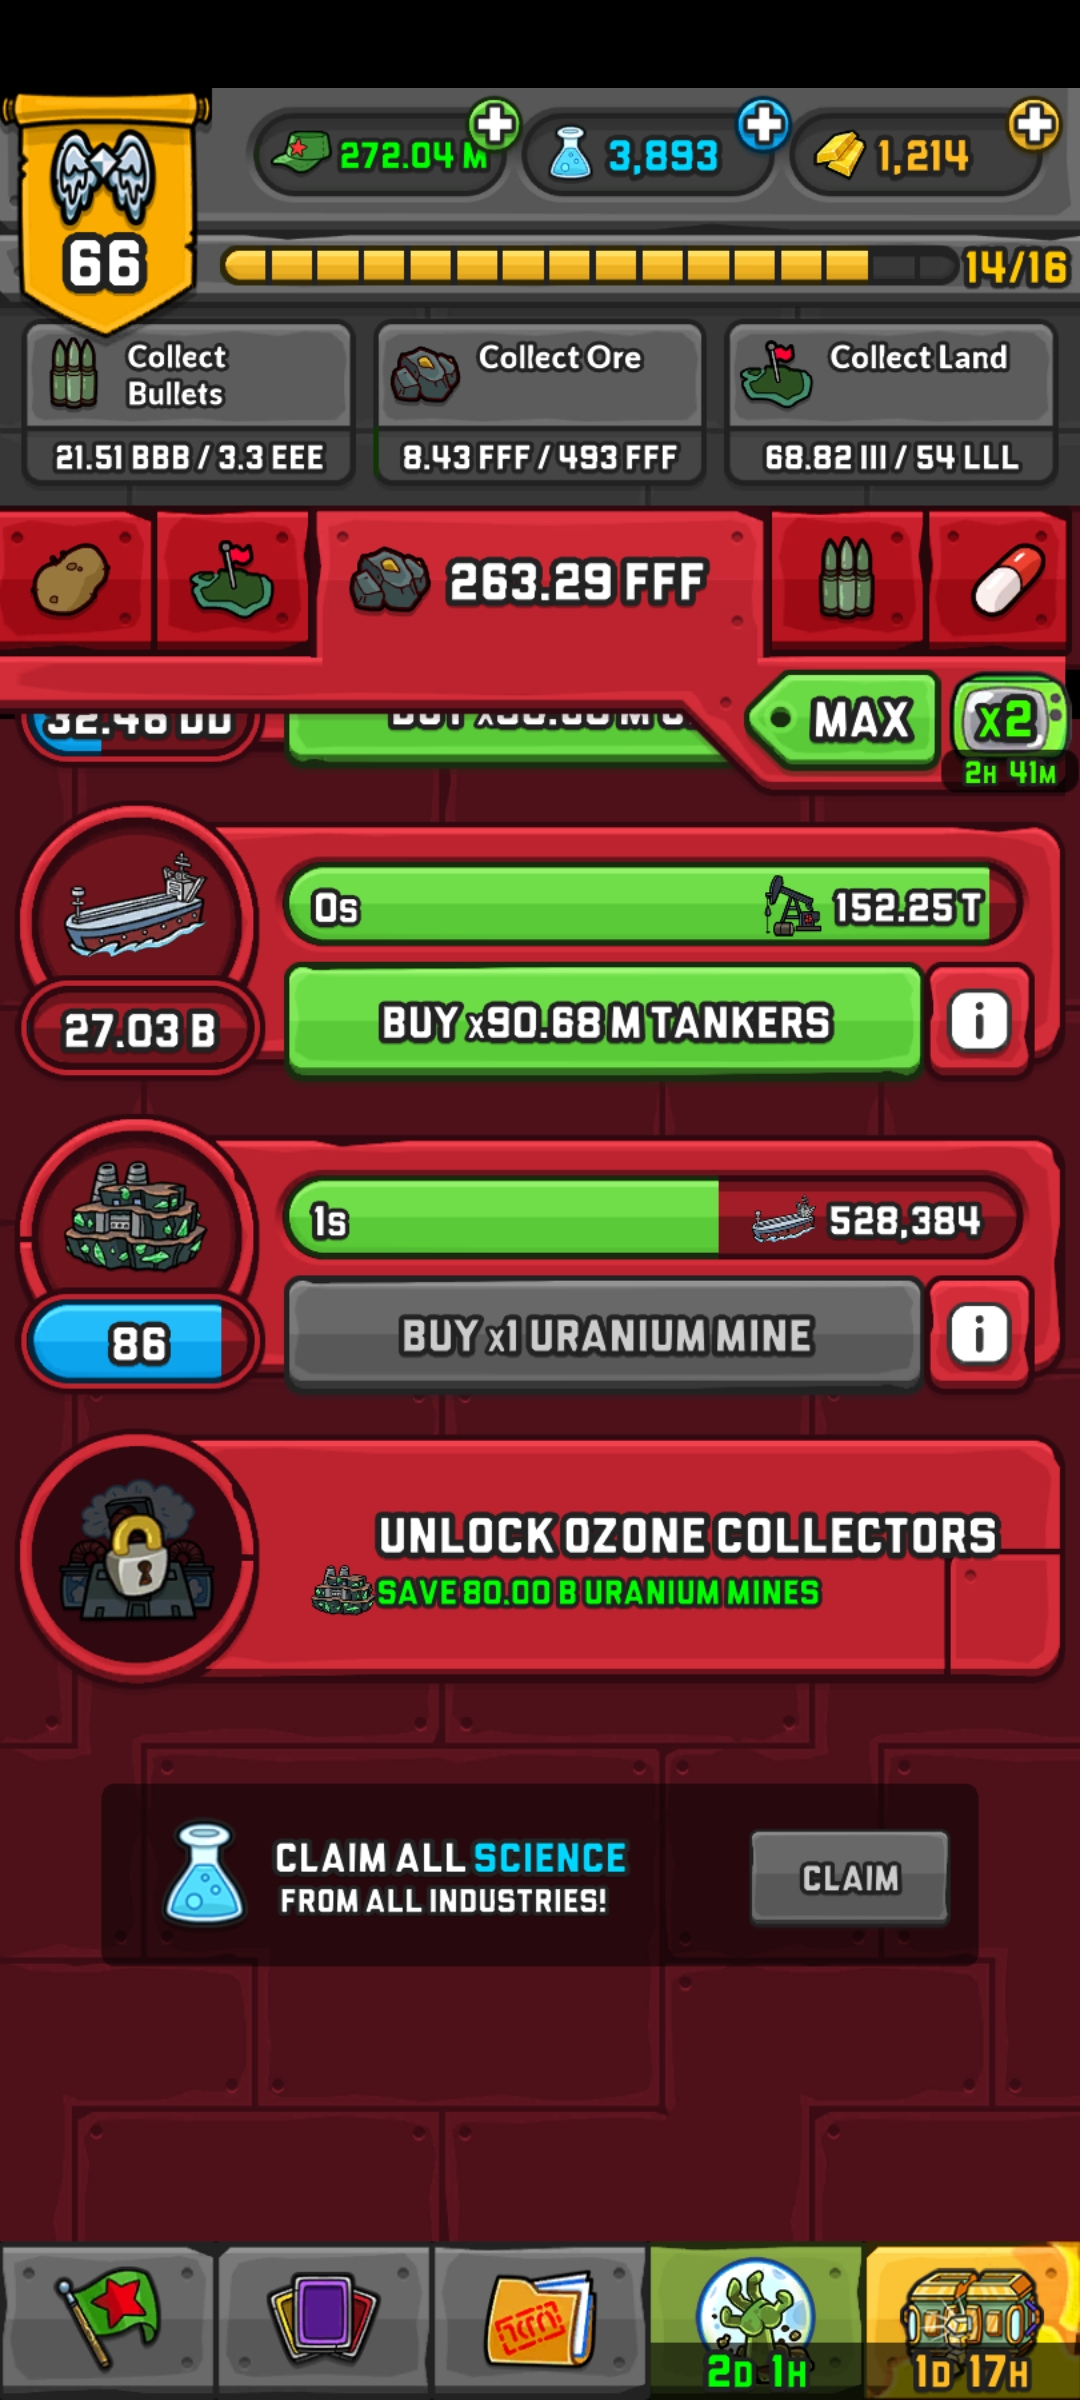 272.04 M
3,893
1,214
66
14/16
Collect
Bullets
21.51 BBB / 3.3 EEE
Collect Ore
8.43 FFF / 493 FFF
Collect Land
68.82 III / 54 LLL
263.29 FFF
MAX
x2
2H 41M
32.46 DD
0s
152.25 T
27.03 B
BUY x90.68 M TANKERS
i
1s
528,384
86
BUY x1 URANIUM MINE
i
UNLOCK OZONE COLLECTORS
SAVE 80.00 B URANIUM MINES
CLAIM ALL SCIENCE
FROM ALL INDUSTRIES!
CLAIM
2D 1H
1D 17H